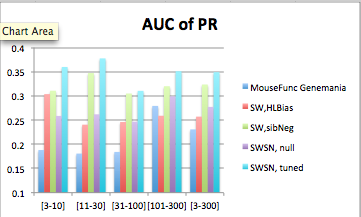 AUC of PR
Chart Area
0.4
0.35
0.3
0.25
0.2
0.15
0.1
[3-10] [11-30] [31-100] [101-300] [3-300]
MouseFunc Genemania
SW,HLBias
SW,sibNeg
SWSN, null
SWSN, tuned